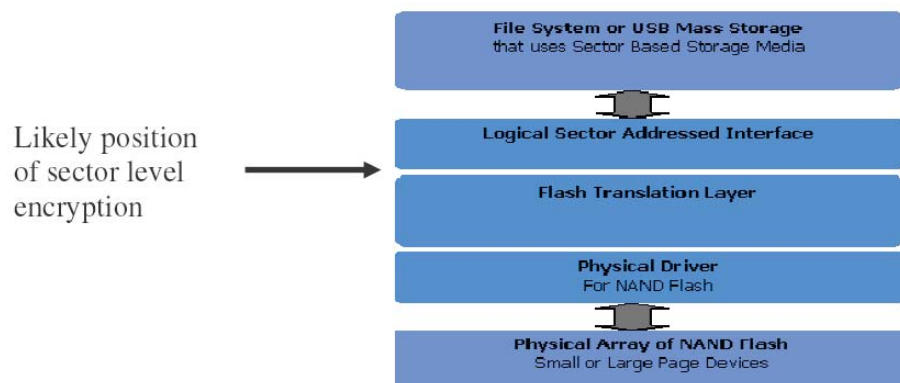 File System or USB Mass Storage
that uses Sector Based Storage Media
Likely position
of sector level
encryption
Logical Sector Addressed Interface
Flash Translation Layer
Physical Driver
For NAND Flash
Physical Array of NAND Flash
Small or Large Page Devices